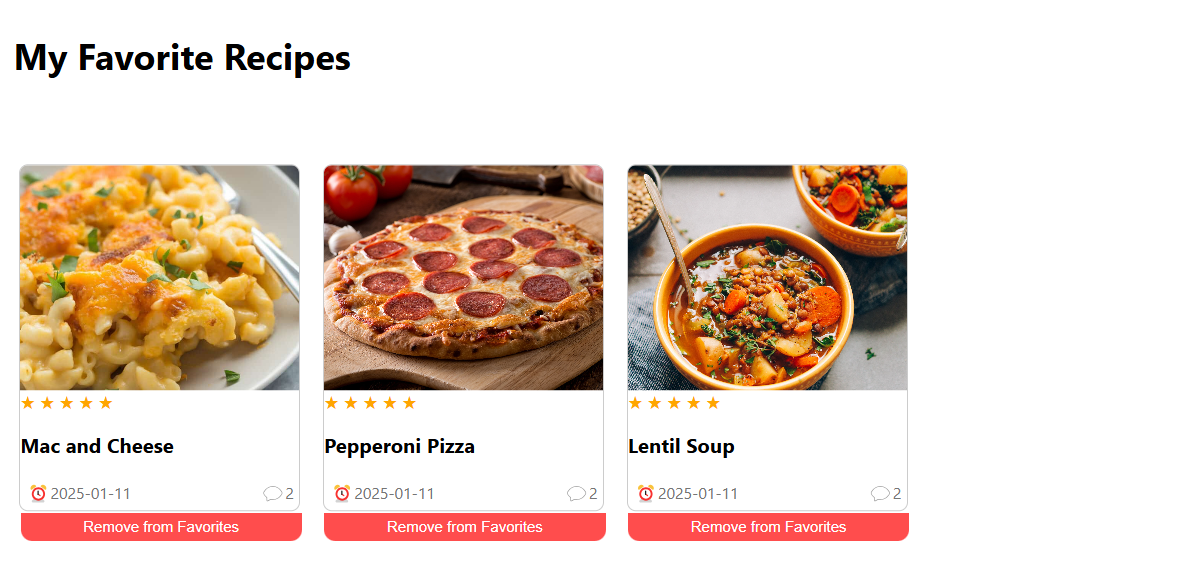 My Favorite Recipes
★ ★ ★ ★ ★
Mac and Cheese
⏰ 2025-01-11
2
Remove from Favorites
★ ★ ★ ★ ★
Pepperoni Pizza
⏰ 2025-01-11
2
Remove from Favorites
★ ★ ★ ★ ★
Lentil Soup
⏰ 2025-01-11
2
Remove from Favorites